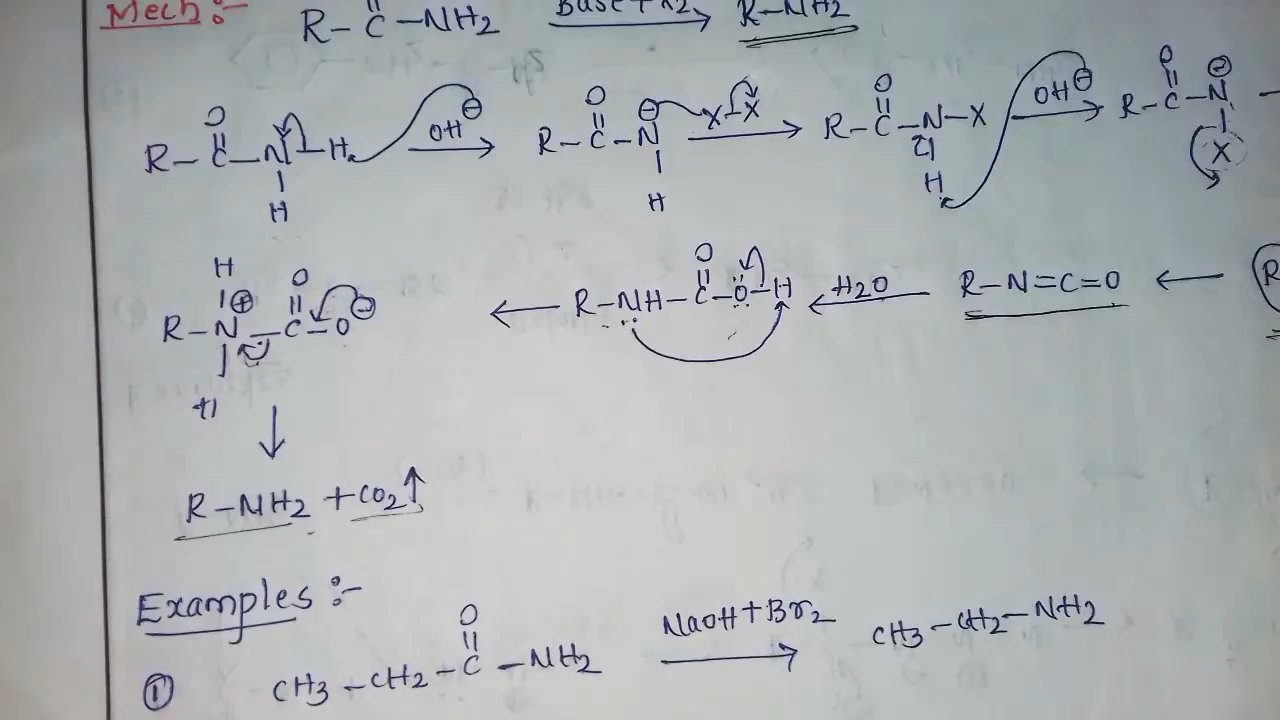 Mech:-
R-C-NH2 Base+X2 R-NH2
O O O O
R-C-N-H OH⊖ R-C-N⊖ X-X R-C-N-X OH⊖ R-C-N⊖
H H H X
H O O
R-N⊕-C-O⊖ R-NH-C-O-H H2O R-N=C=O R
H
R-NH2 + CO2↑
Examples:-
O
① CH3-CH2-C-NH2 NaOH+Br2 CH3-CH2-NH2